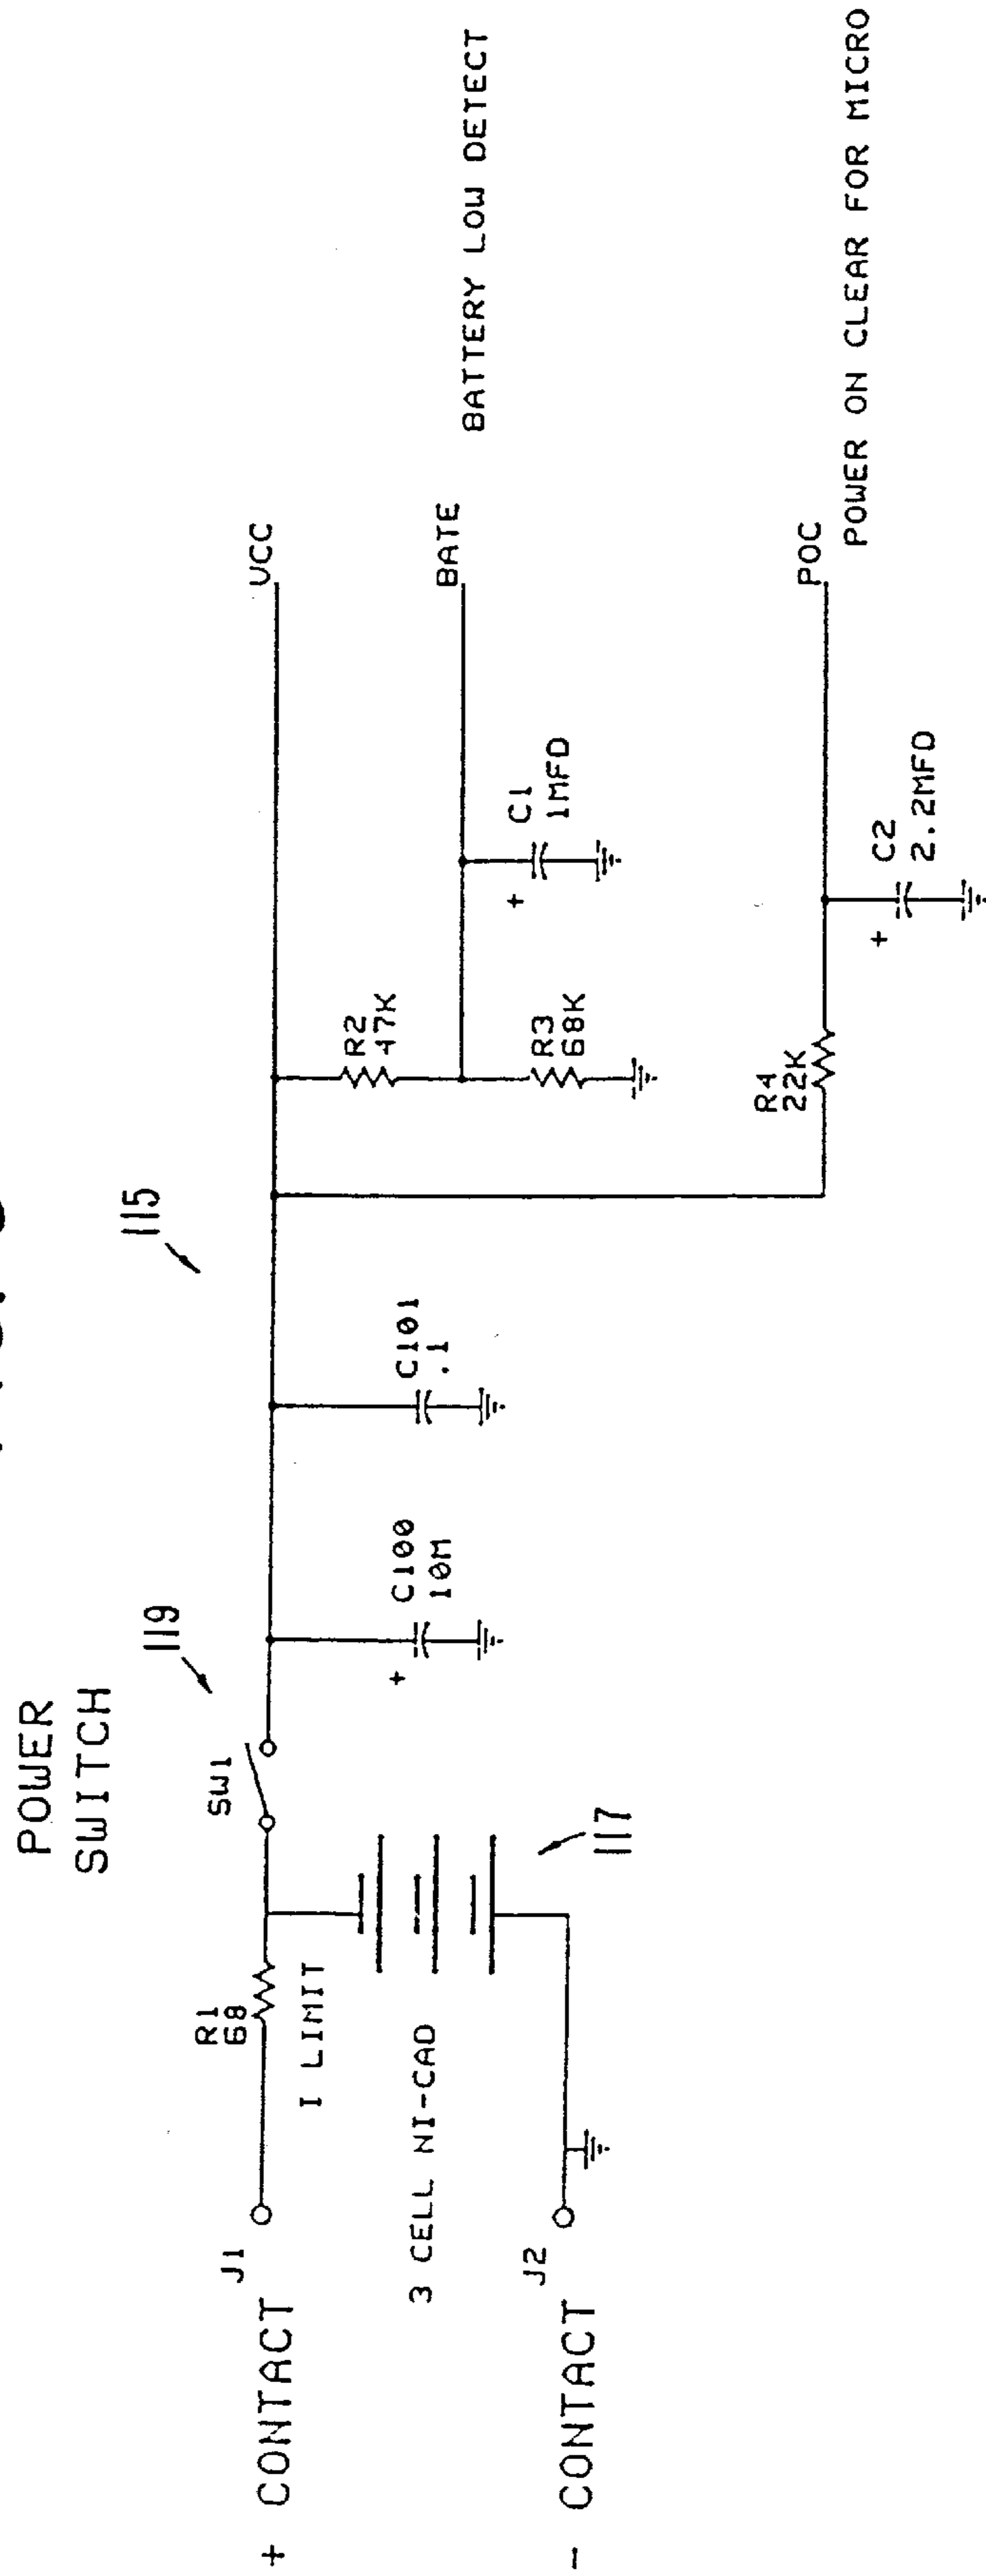 POWER
SWITCH
119
115
SW1
R1
68
I LIMIT
J1
+ CONTACT
3 CELL NI-CAD
117
J2
- CONTACT
C100
10M
+
C101
.1
VCC
R2
47K
BATE
BATTERY LOW DETECT
R3
68K
C1
1MFD
+
R4
22K
POC
POWER ON CLEAR FOR MICRO
C2
2.2MFD
+